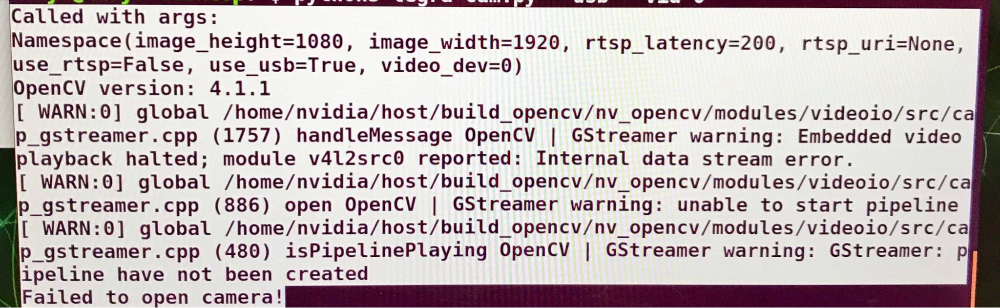 Called with args:
Namespace(image_height=1080, image_width=1920, rtsp_latency=200, rtsp_uri=None,
use_rtsp=False, use_usb=True, video_dev=0)
OpenCV version: 4.1.1
[ WARN:0] global /home/nvidia/host/build_opencv/nv_opencv/modules/videoio/src/ca
p_gstreamer.cpp (1757) handleMessage OpenCV | GStreamer warning: Embedded video
playback halted; module v4l2src0 reported: Internal data stream error.
[ WARN:0] global /home/nvidia/host/build_opencv/nv_opencv/modules/videoio/src/ca
p_gstreamer.cpp (886) open OpenCV | GStreamer warning: unable to start pipeline
[ WARN:0] global /home/nvidia/host/build_opencv/nv_opencv/modules/videoio/src/ca
p_gstreamer.cpp (480) isPipelinePlaying OpenCV | GStreamer warning: GStreamer: p
ipeline have not been created
Failed to open camera!